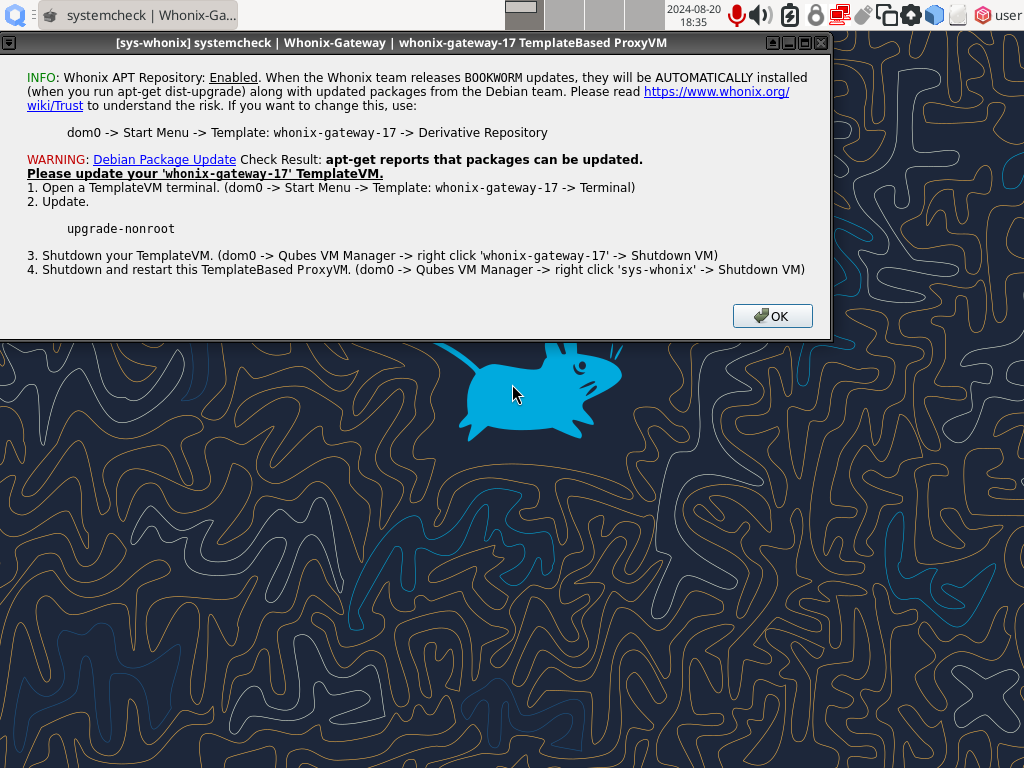 systemcheck | Whonix-Ga...
2024-08-20
18:35
user
[sys-whonix] systemcheck | Whonix-Gateway | whonix-gateway-17 TemplateBased ProxyVM
INFO: Whonix APT Repository: Enabled. When the Whonix team releases BOOKWORM updates, they will be AUTOMATICALLY installed
(when you run apt-get dist-upgrade) along with updated packages from the Debian team. Please read https://www.whonix.org/
wiki/Trust to understand the risk. If you want to change this, use:
dom0 -> Start Menu -> Template: whonix-gateway-17 -> Derivative Repository
WARNING: Debian Package Update Check Result: apt-get reports that packages can be updated.
Please update your 'whonix-gateway-17' TemplateVM.
1. Open a TemplateVM terminal. (dom0 -> Start Menu -> Template: whonix-gateway-17 -> Terminal)
2. Update.
upgrade-nonroot
3. Shutdown your TemplateVM. (dom0 -> Qubes VM Manager -> right click 'whonix-gateway-17' -> Shutdown VM)
4. Shutdown and restart this TemplateBased ProxyVM. (dom0 -> Qubes VM Manager -> right click 'sys-whonix' -> Shutdown VM)
OK